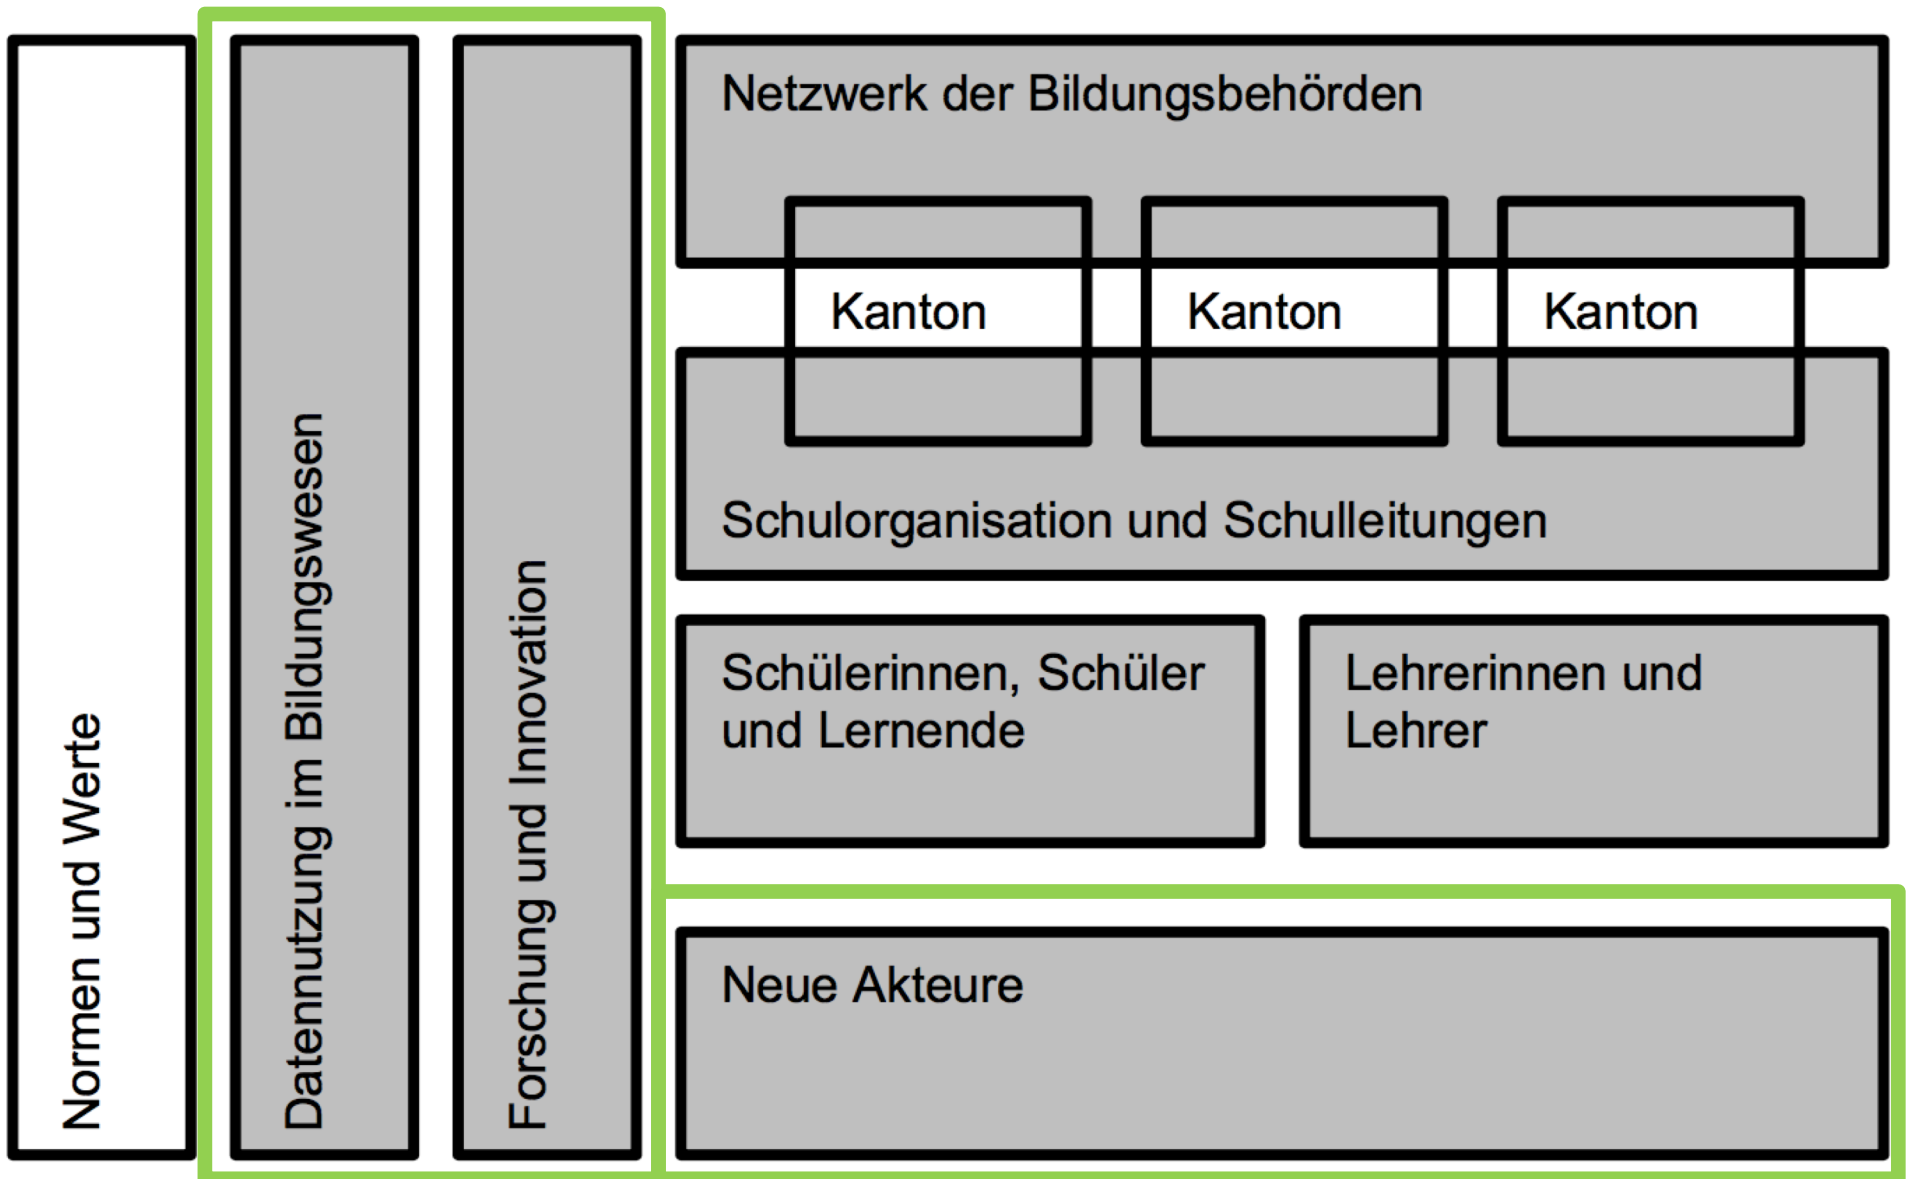 Normen und Werte
Datennutzung im Bildungswesen
Forschung und Innovation
Netzwerk der Bildungsbehörden
Kanton
Kanton
Kanton
Schulorganisation und Schulleitungen
Schülerinnen, Schüler
und Lernende
Lehrerinnen und
Lehrer
Neue Akteure